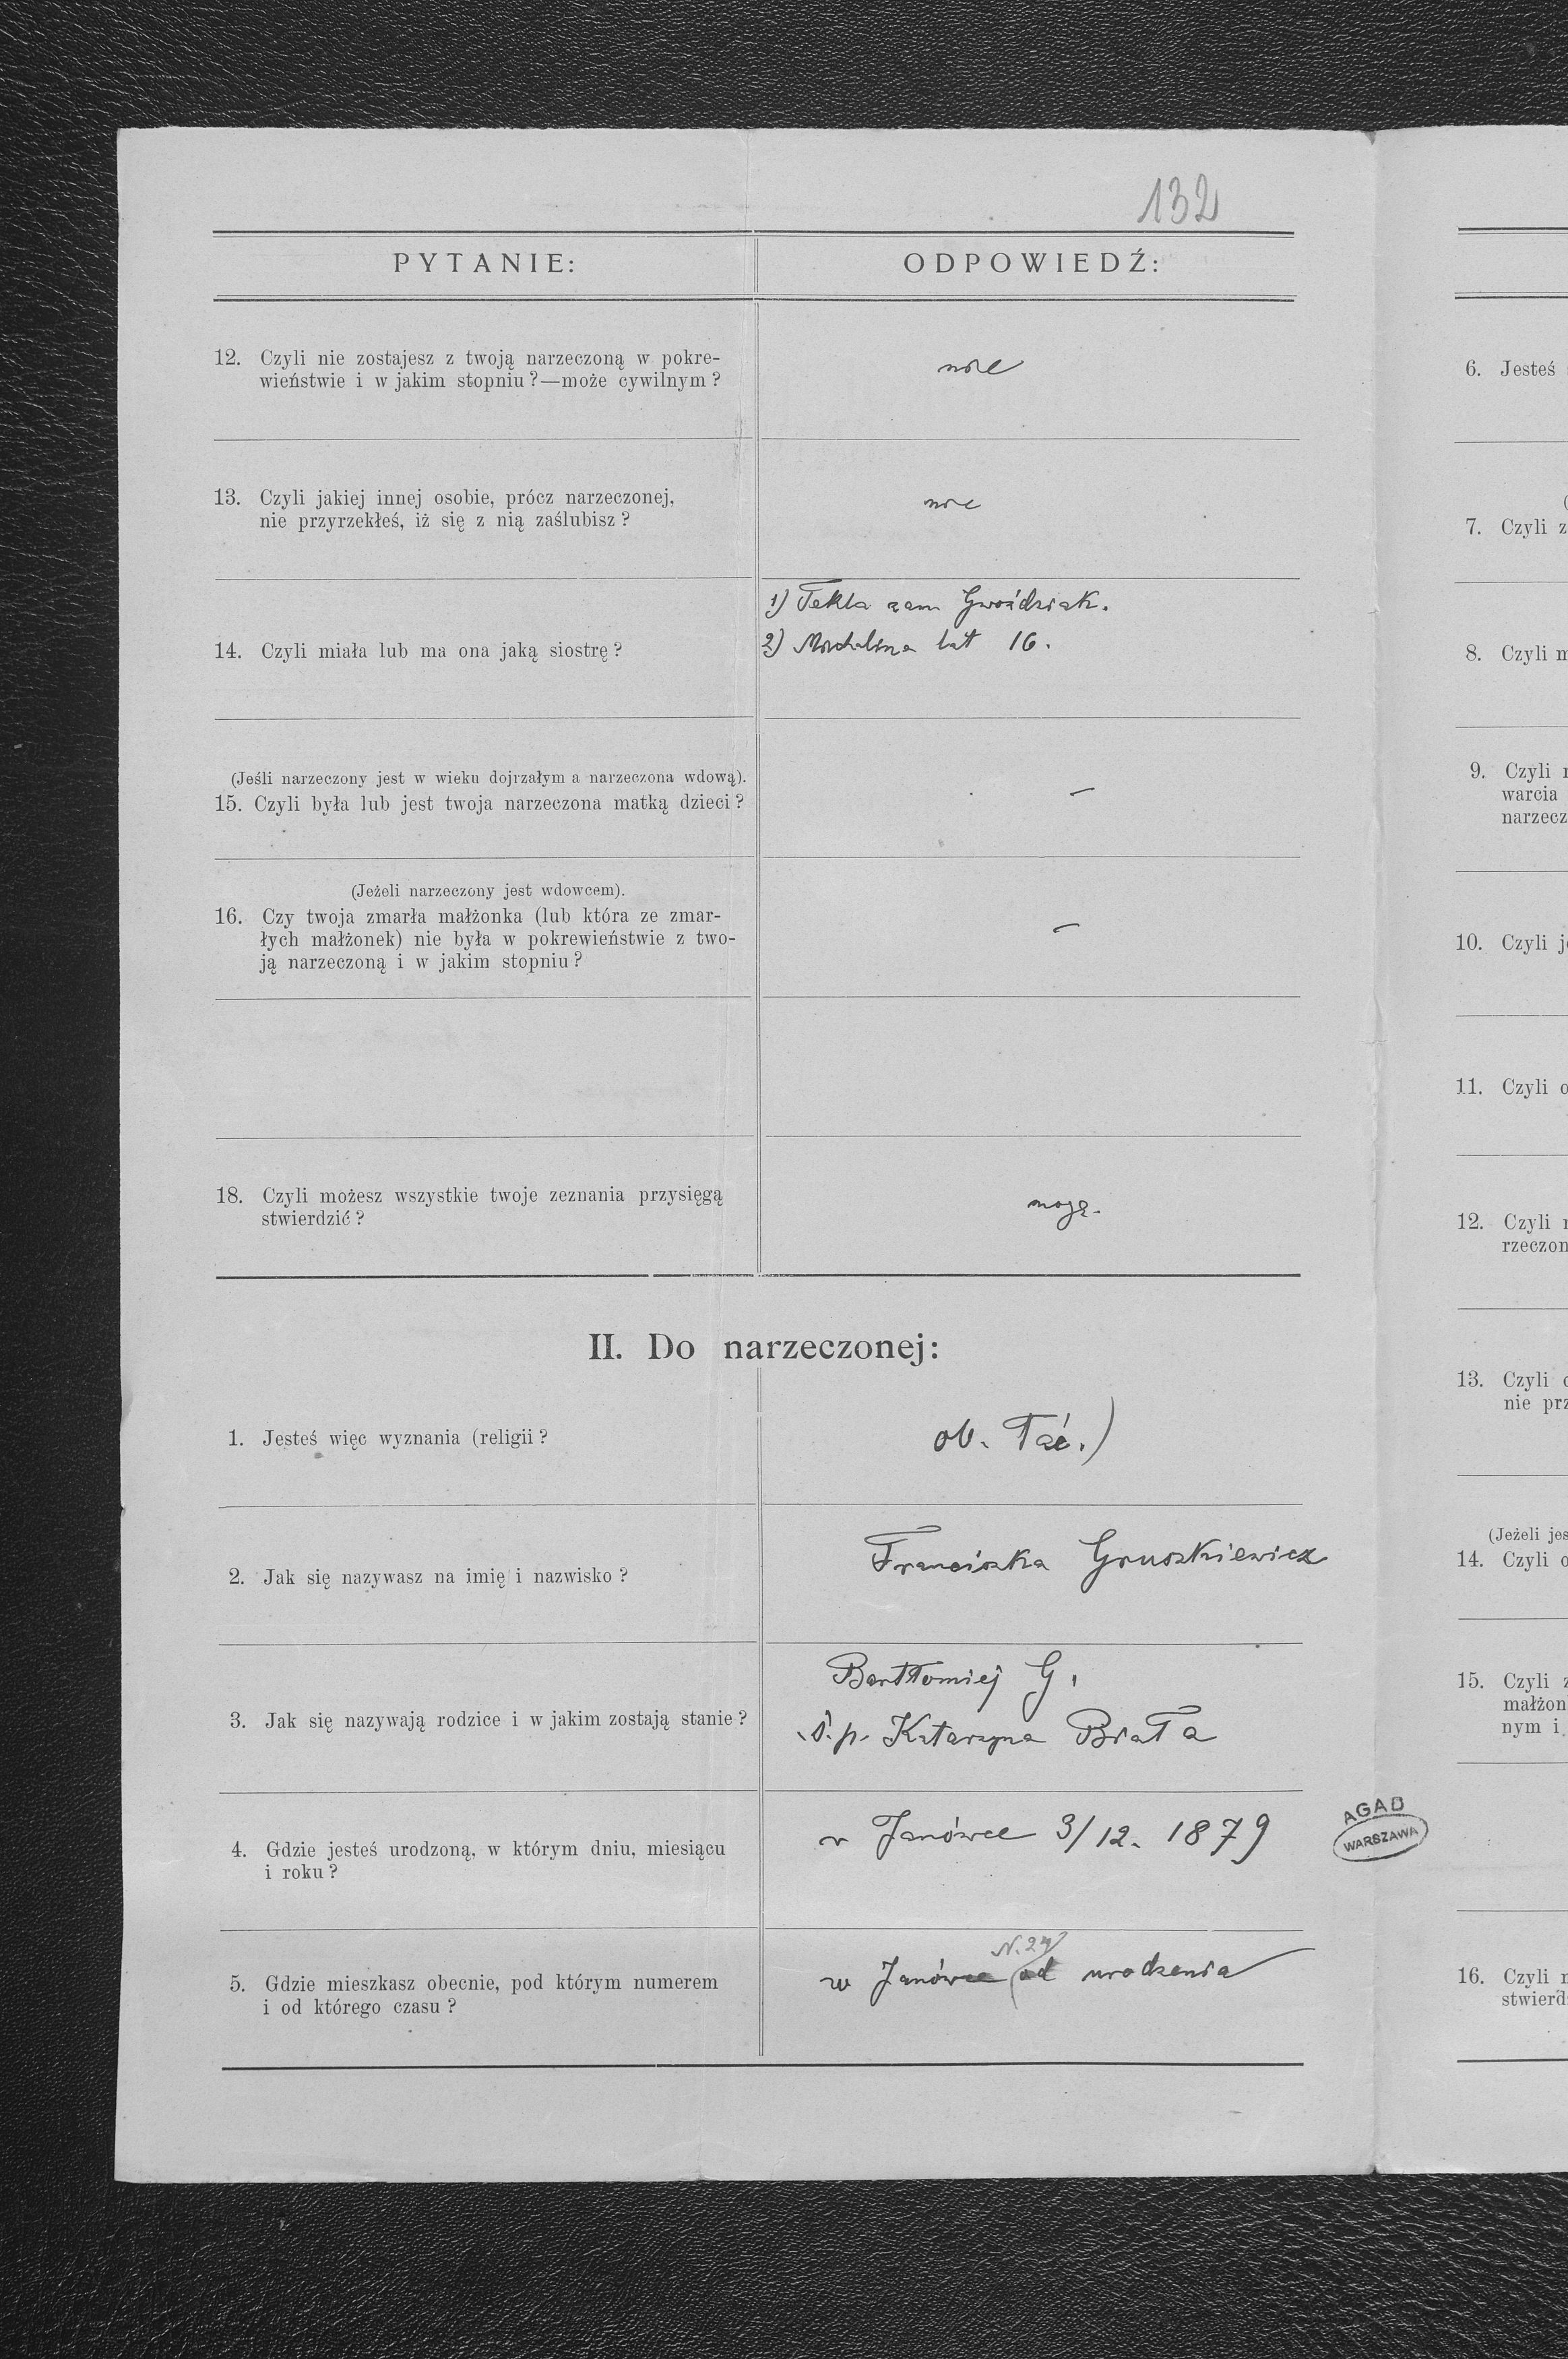 132
PYTANIE:
ODPOWIEDŹ:
12. Czyli nie zostajesz z twoją narzeczoną w pokre-
wieństwie i w jakim stopniu?—może cywilnym?
nie
13. Czyli jakiej innej osobie, prócz narzeczonej,
nie przyrzekłeś, iż się z nią zaślubisz?
nie
14. Czyli miała lub ma ona jaką siostrę?
1) Tekla zam Gwoździak.
2) Michalina lat 16.
(Jeśli narzeczony jest w wieku dojrzałym a narzeczona wdową).
15. Czyli była lub jest twoja narzeczona matką dzieci?
—
(Jeżeli narzeczony jest wdowcem).
16. Czy twoja zmarła małżonka (lub która ze zmar-
łych małżonek) nie była w pokrewieństwie z two-
ją narzeczoną i w jakim stopniu?
—
18. Czyli możesz wszystkie twoje zeznania przysięgą
stwierdzić?
mogę.
II. Do narzeczonej:
1. Jesteś więc wyznania (religii?
ob. łać.)
2. Jak się nazywasz na imię i nazwisko?
Franciszka Gruszkiewicz
3. Jak się nazywają rodzice i w jakim zostają stanie?
Bartłomiej G.
ś. p. Katarzyna Biała
4. Gdzie jesteś urodzoną, w którym dniu, miesiącu
i roku?
w Janówce 3/12. 1879
5. Gdzie mieszkasz obecnie, pod którym numerem
i od którego czasu?
N. 24
w Janówce od urodzenia
AGAD
WARSZAWA
6. Jesteś
7. Czyli z
8. Czyli m
9. Czyli
warcia
narzecz
10. Czyli j
11. Czyli o
12. Czyli
rzeczon
13. Czyli
nie prz
(Jeżeli jes
14. Czyli o
15. Czyli z
małżon
nym i
16. Czyli
stwierd